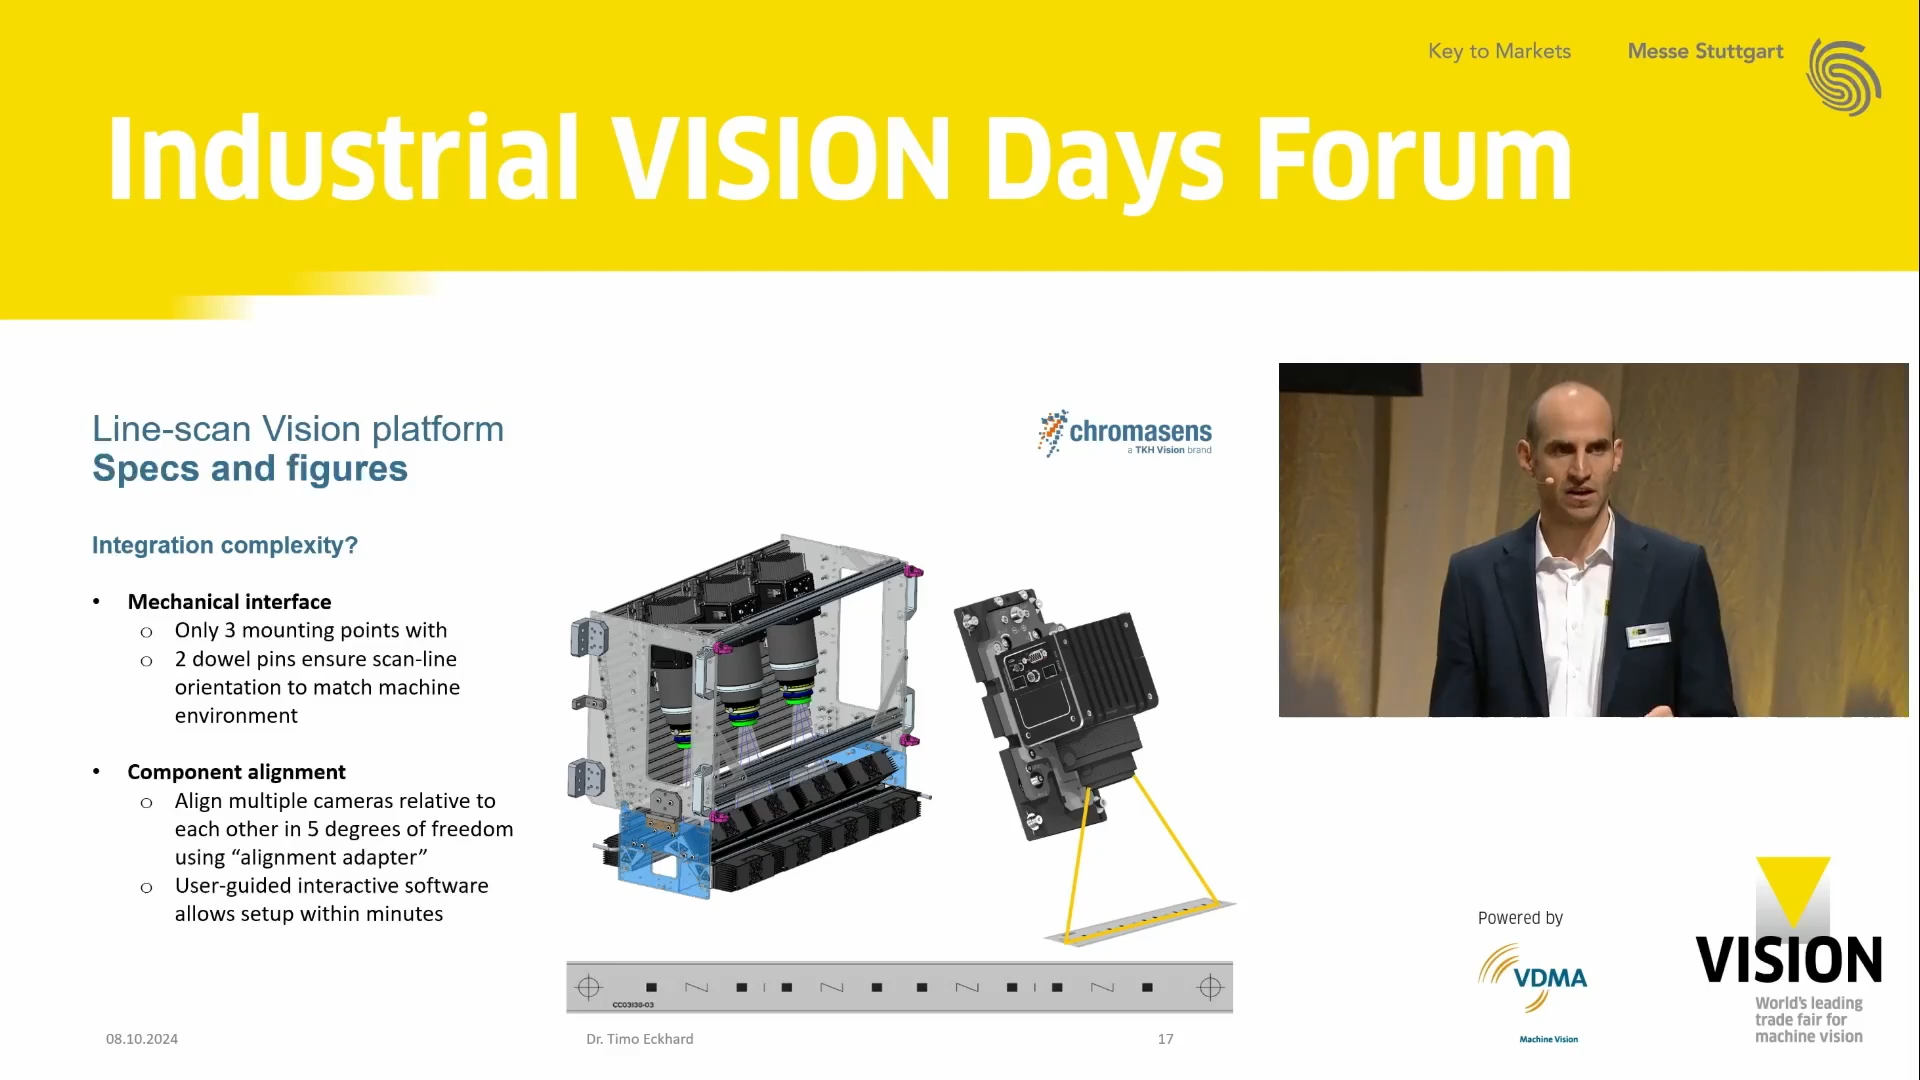 Key to Markets
Messe Stuttgart
Industrial VISION Days Forum
Line-scan Vision platform
Specs and figures
chromasens
a TKH Vision brand
Integration complexity?
• Mechanical interface
o Only 3 mounting points with
o 2 dowel pins ensure scan-line
orientation to match machine
environment
• Component alignment
o Align multiple cameras relative to
each other in 5 degrees of freedom
using “alignment adapter”
o User-guided interactive software
allows setup within minutes
CC03138-03
08.10.2024
Dr. Timo Eckhard
17
Powered by
VDMA
Machine Vision
VISION
World's leading
trade fair for
machine vision